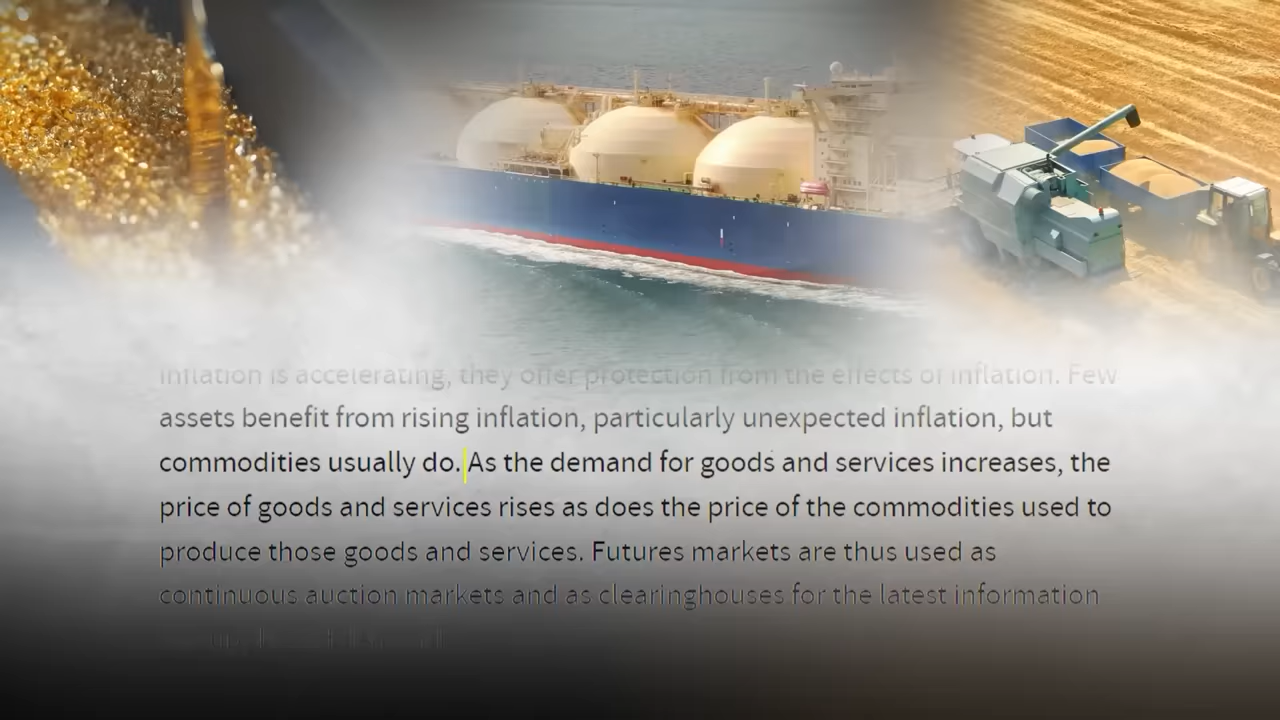 inflation is accelerating, they offer protection from the effects of inflation. Few
assets benefit from rising inflation, particularly unexpected inflation, but
commodities usually do. As the demand for goods and services increases, the
price of goods and services rises as does the price of the commodities used to
produce those goods and services. Futures markets are thus used as
continuous auction markets and as clearinghouses for the latest information